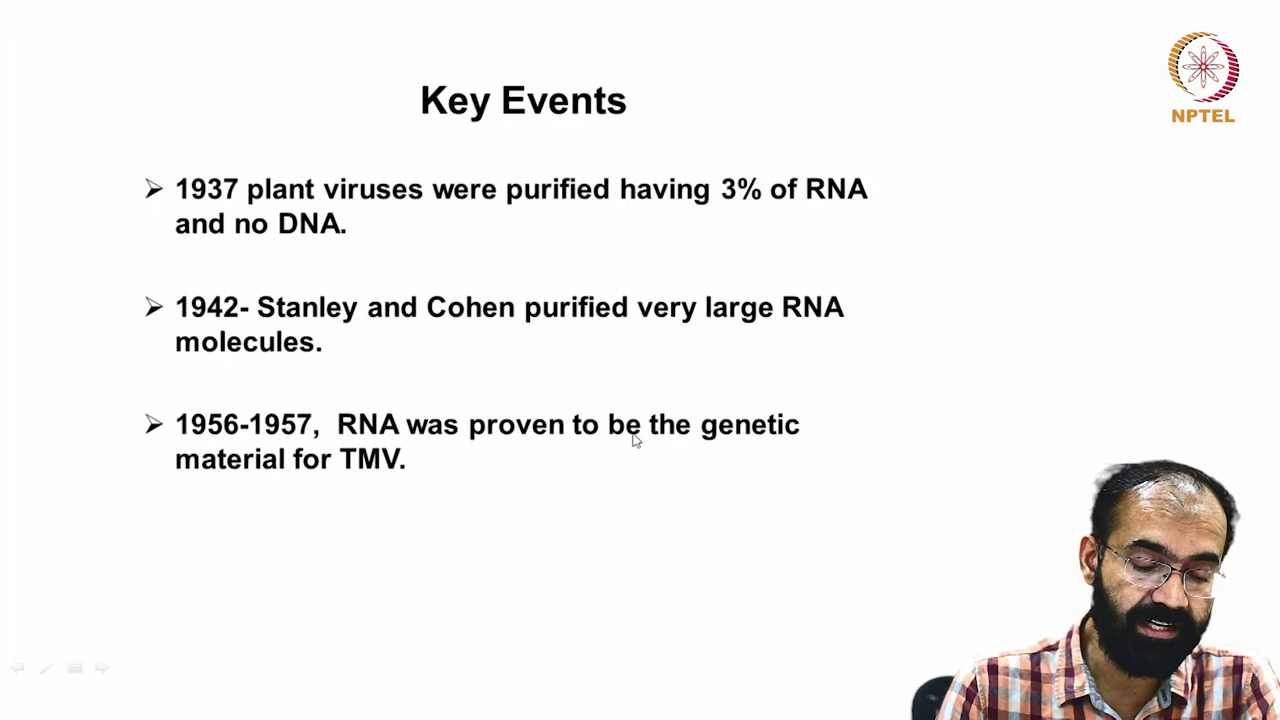 Key Events
NPTEL
➢ 1937 plant viruses were purified having 3% of RNA
and no DNA.
➢ 1942- Stanley and Cohen purified very large RNA
molecules.
➢ 1956-1957, RNA was proven to be the genetic
material for TMV.